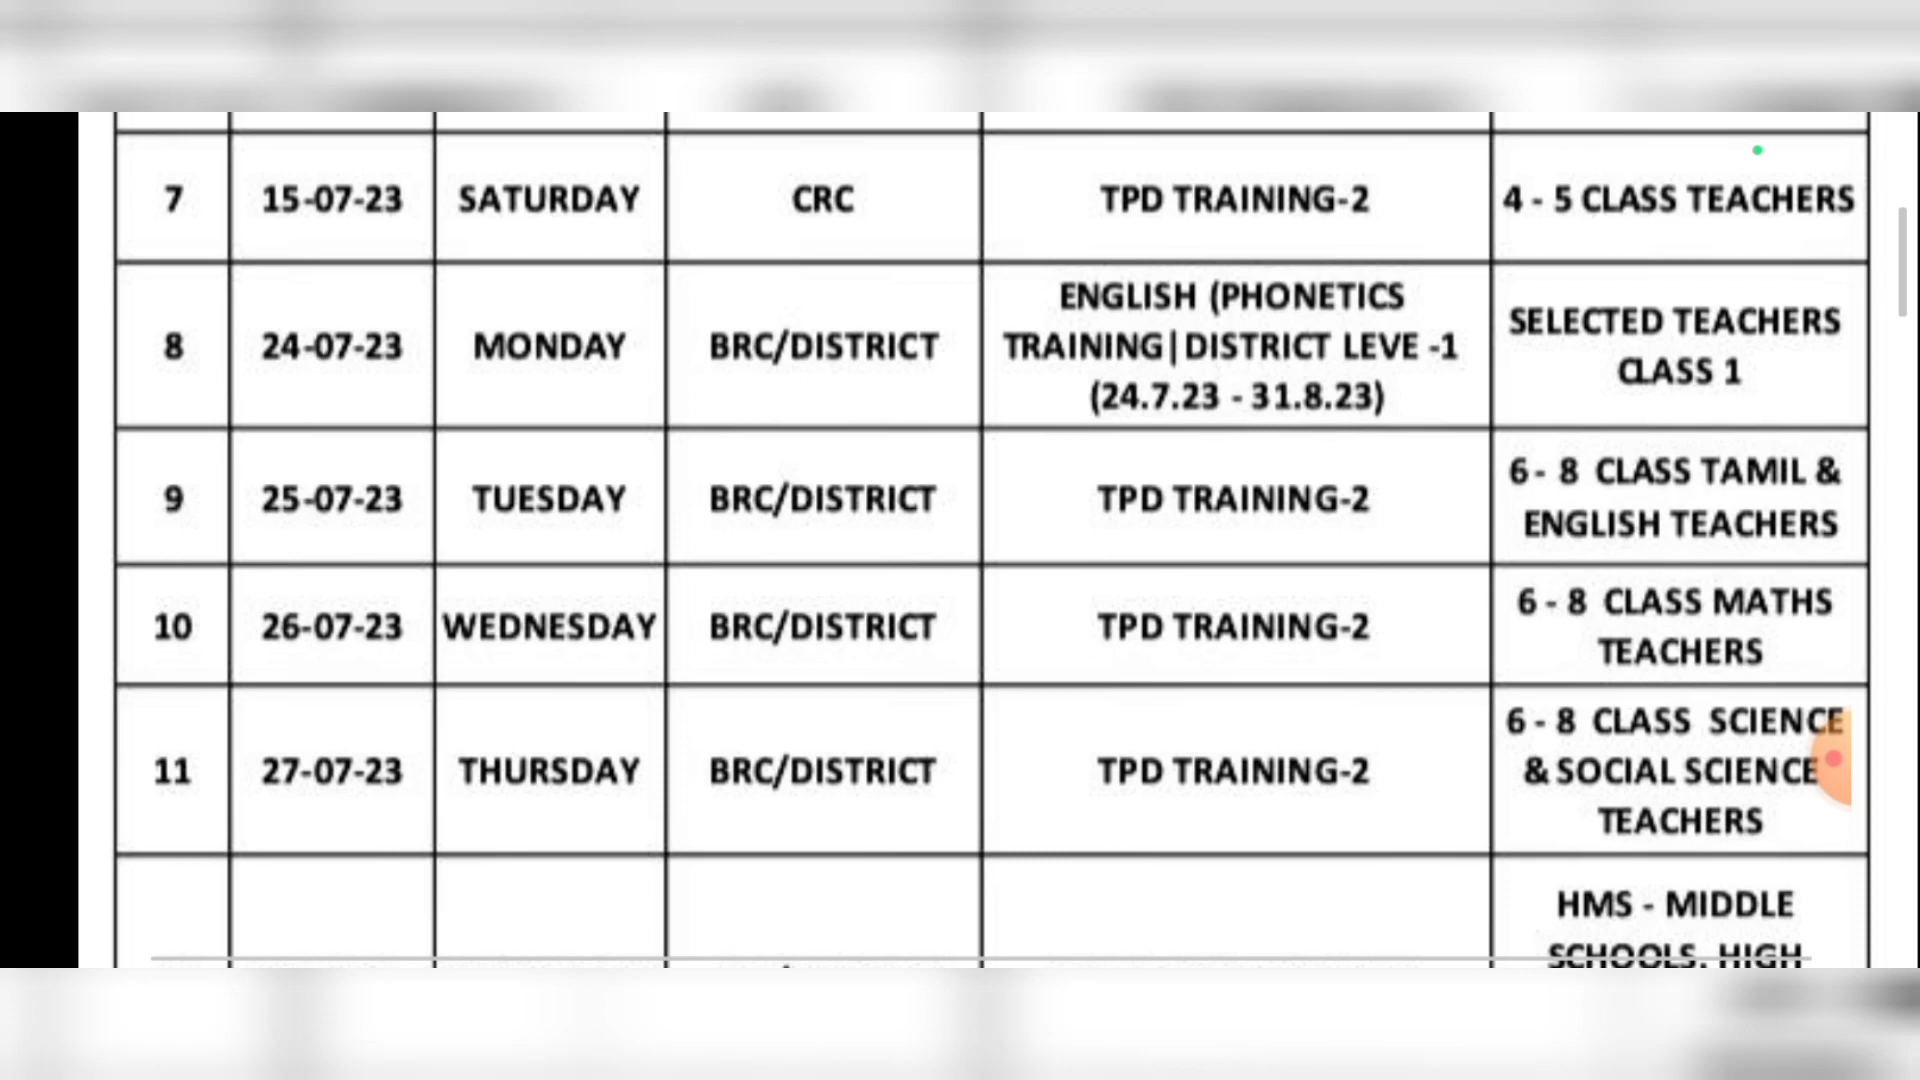 7 15-07-23 SATURDAY CRC TPD TRAINING-2 4 - 5 CLASS TEACHERS
8 24-07-23 MONDAY BRC/DISTRICT
ENGLISH (PHONETICS
TRAINING|DISTRICT LEVE -1
(24.7.23 - 31.8.23)
SELECTED TEACHERS
CLASS 1
9 25-07-23 TUESDAY BRC/DISTRICT TPD TRAINING-2
6 - 8 CLASS TAMIL &
ENGLISH TEACHERS
10 26-07-23 WEDNESDAY BRC/DISTRICT TPD TRAINING-2
6 - 8 CLASS MATHS
TEACHERS
11 27-07-23 THURSDAY BRC/DISTRICT TPD TRAINING-2
6 - 8 CLASS SCIENCE
& SOCIAL SCIENCE
TEACHERS
HMS - MIDDLE
SCHOOLS, HIGH